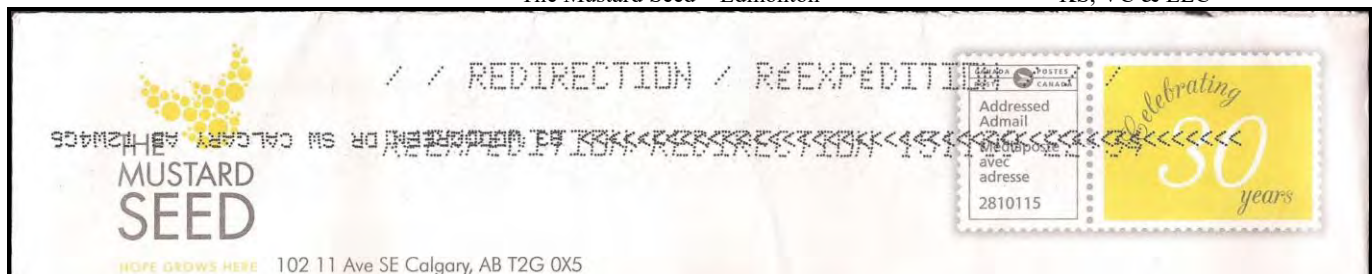 The Mustard Seed – Edmonton
/ / REDIRECTION / RÉEXPÉDITION / /
THE
MUSTARD
SEED
HOPE GROWS HERE
102 11 Ave SE Calgary, AB T2G 0X5
CANADA POSTES
POST CANADA
Addressed
Admail
Médiaposte
avec
adresse
2810115
Celebrating
30
years